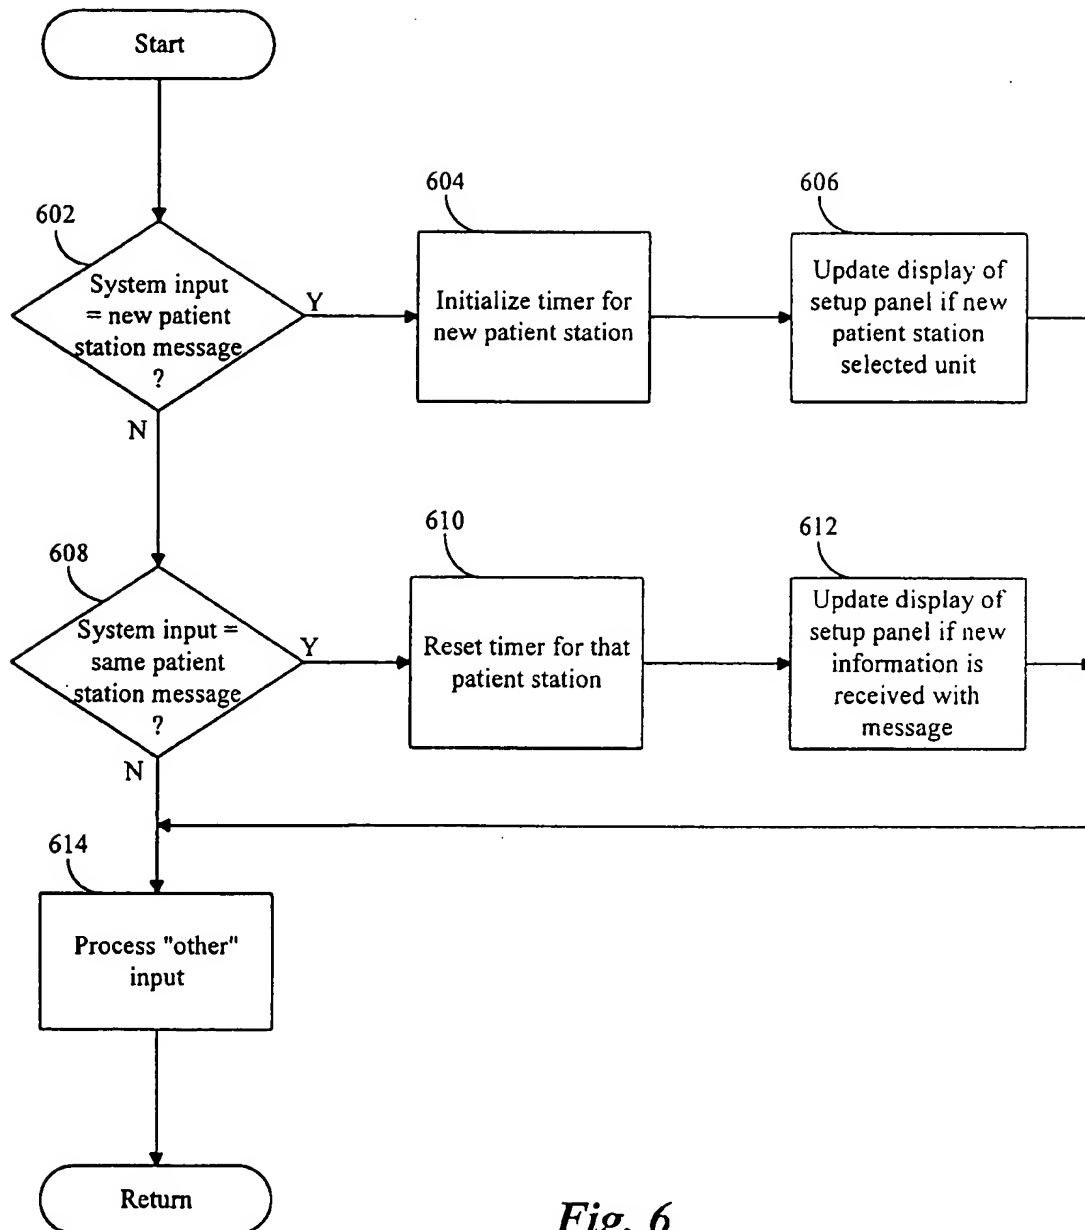 Start
602
System input
= new patient
station message
?
Y
N
604
Initialize timer for
new patient station
606
Update display of
setup panel if new
patient station
selected unit
608
System input =
same patient
station message
?
Y
N
610
Reset timer for that
patient station
612
Update display of
setup panel if new
information is
received with
message
614
Process "other"
input
Return
Fig. 6